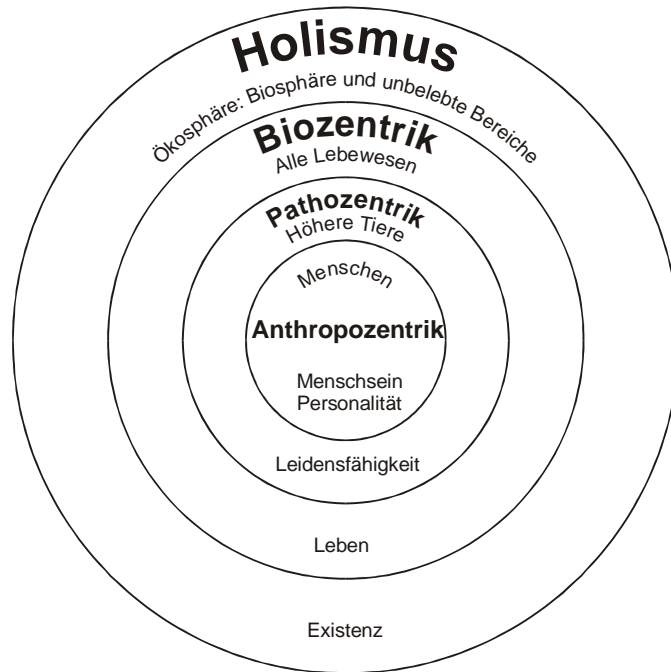 Holismus
Ökosphäre: Biosphäre und unbelebte Bereiche
Biozentrik
Alle Lebewesen
Pathozentrik
Höhere Tiere
Menschen
Anthropozentrik
Menschsein
Personalität
Leidensfähigkeit
Leben
Existenz